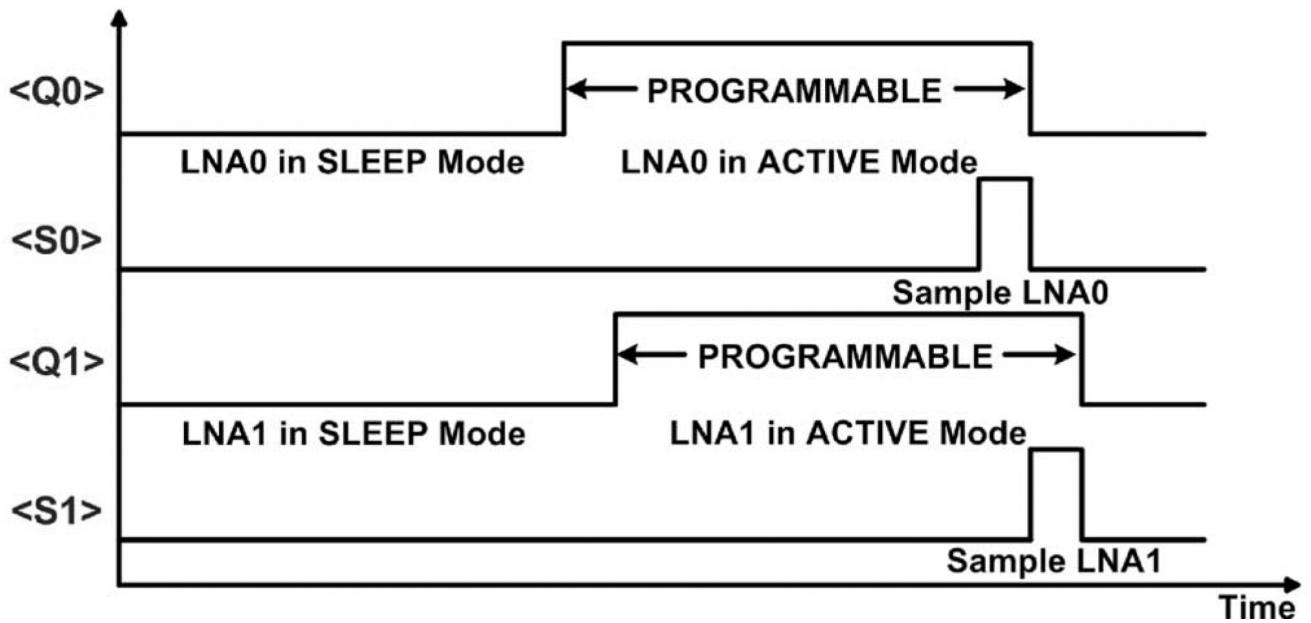 <Q0>
PROGRAMMABLE
LNA0 in SLEEP Mode
LNA0 in ACTIVE Mode
<S0>
Sample LNA0
<Q1>
PROGRAMMABLE
LNA1 in SLEEP Mode
LNA1 in ACTIVE Mode
<S1>
Sample LNA1
Time